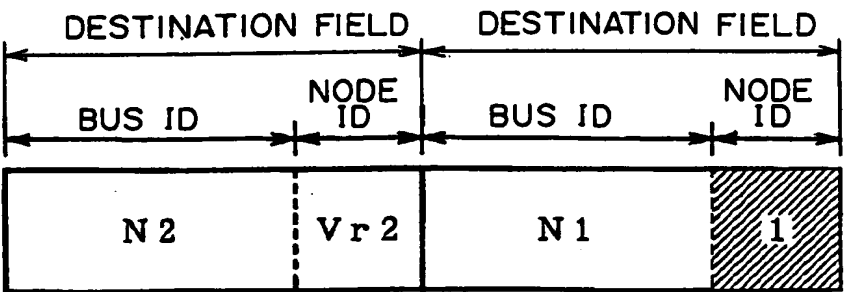 DESTINATION FIELD DESTINATION FIELD
BUS ID NODE ID BUS ID NODE ID
N2 Vr2 N1 1